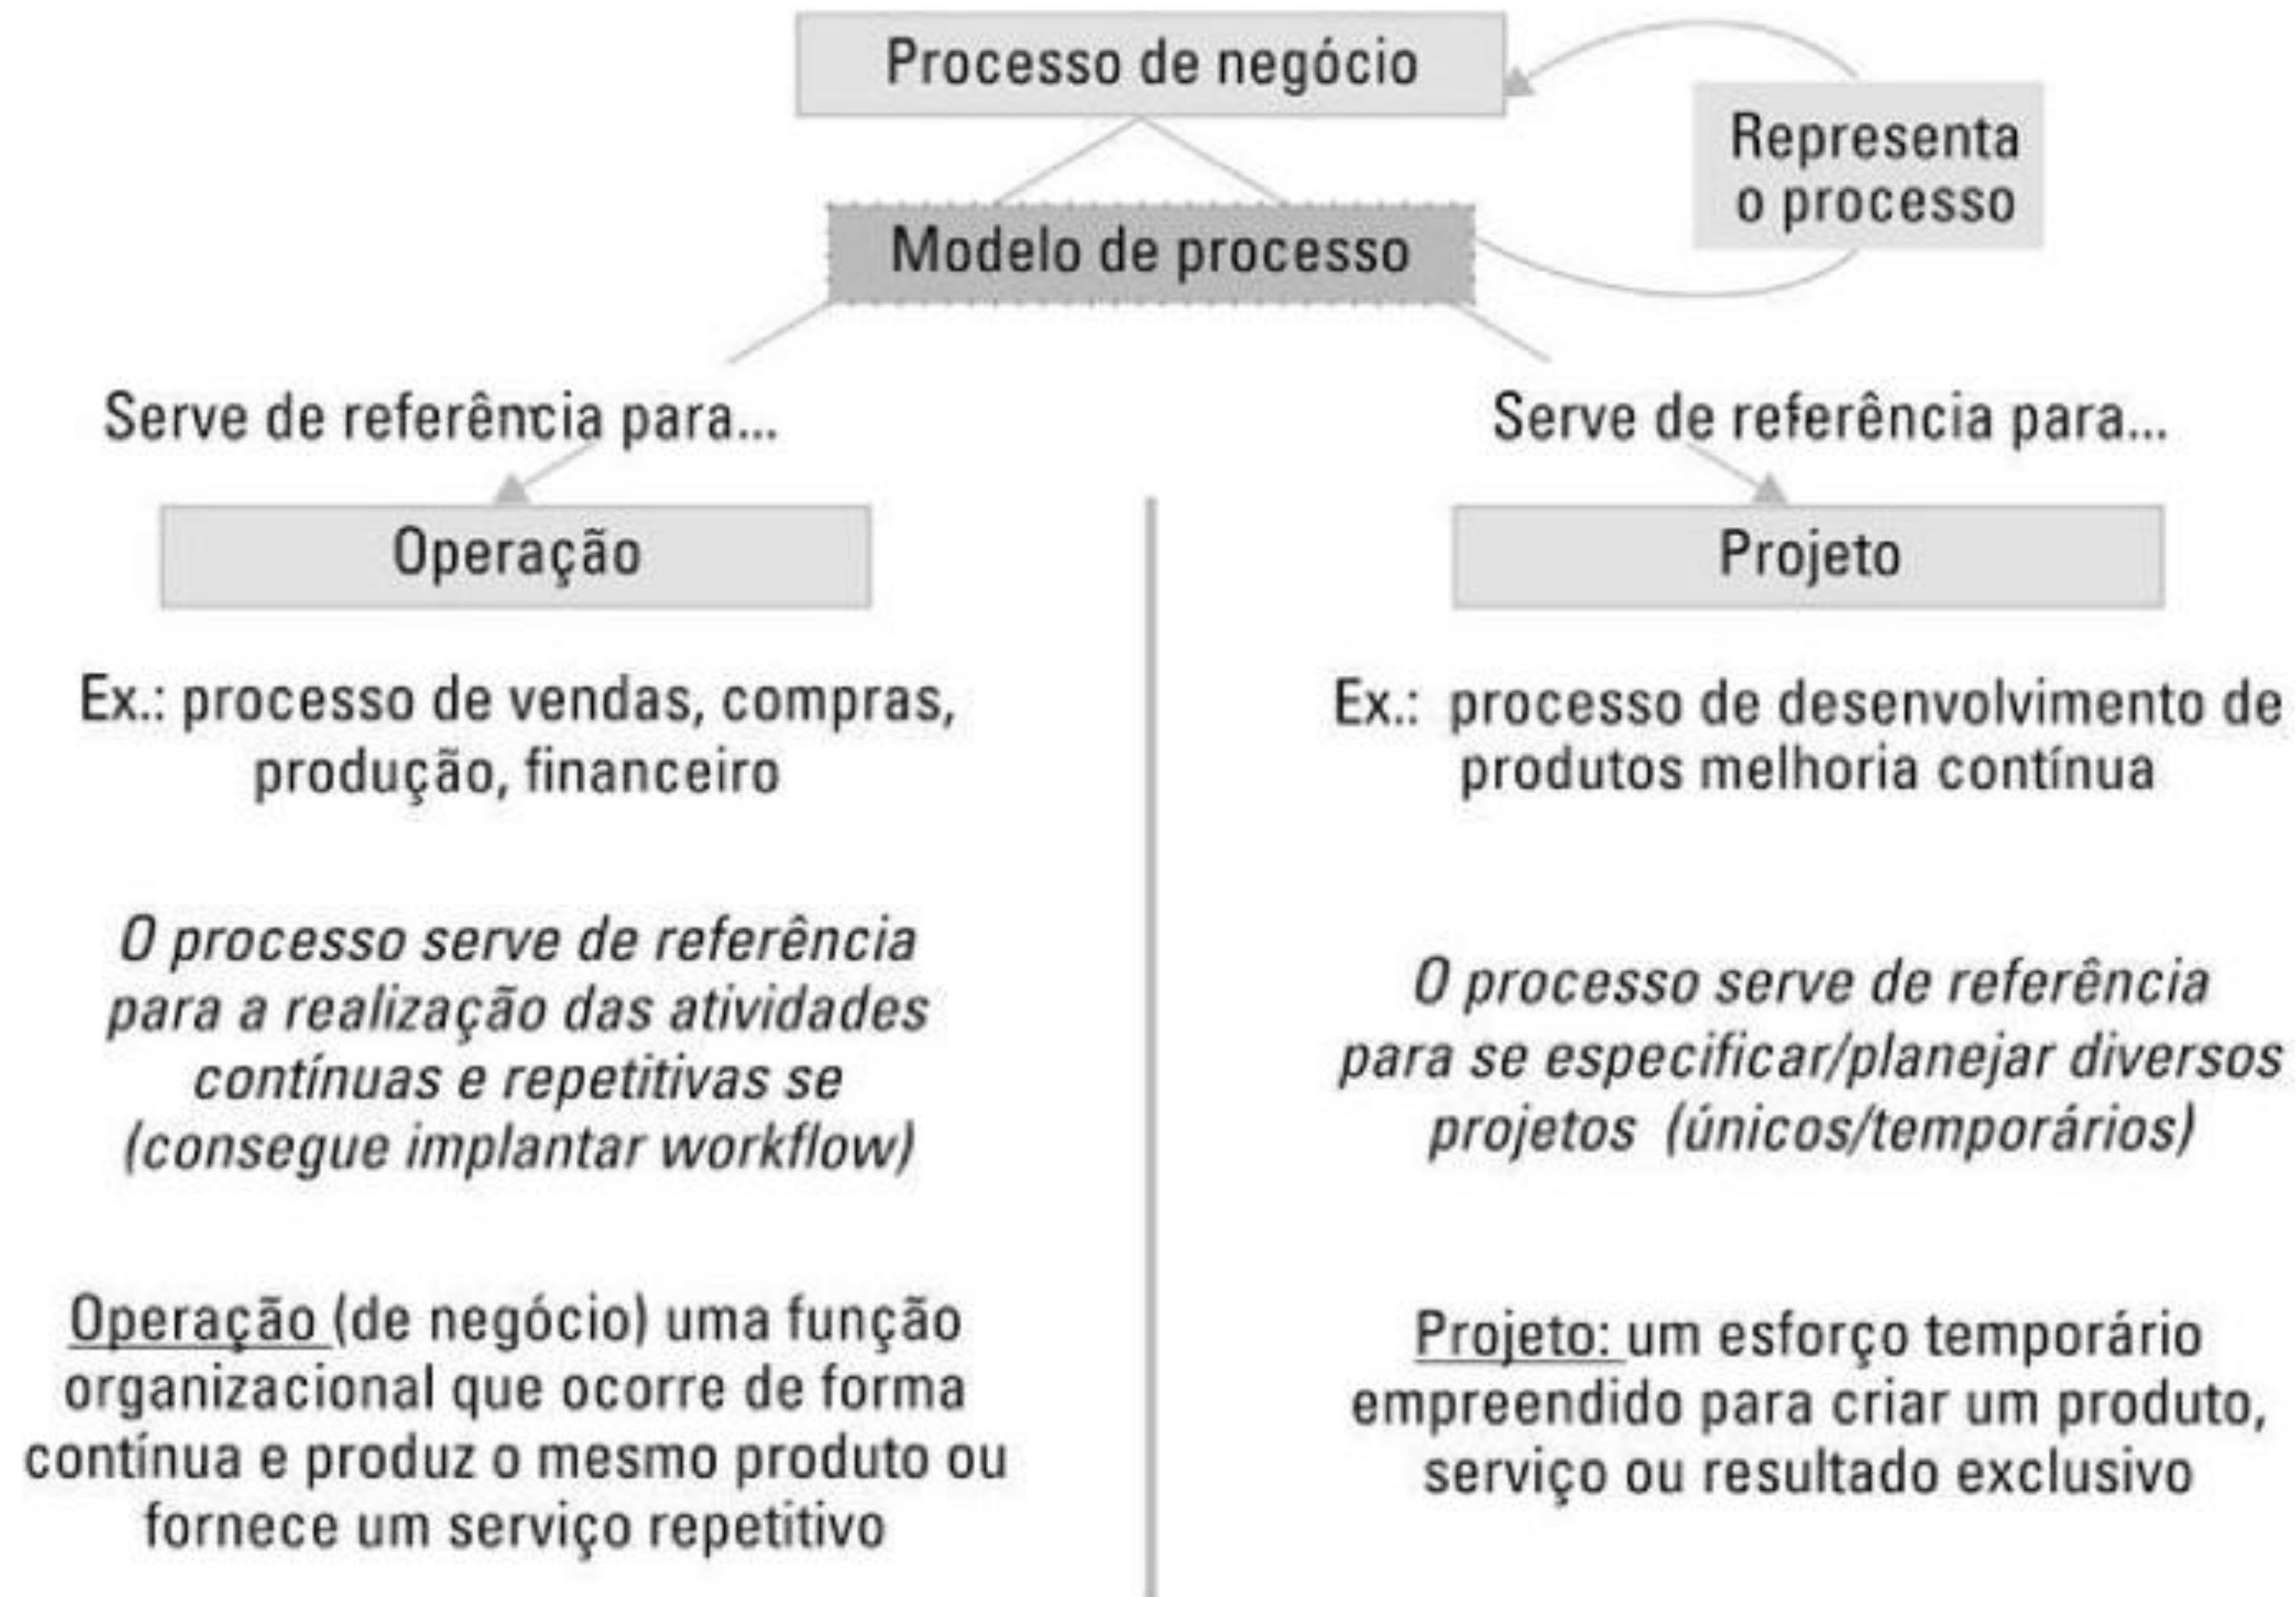 Processo de negócio
Representa
o processo
Modelo de processo
Serve de referência para...
Serve de referência para...
Operação
Projeto
Ex.: processo de vendas, compras,
produção, financeiro
Ex.: processo de desenvolvimento de
produtos melhoria contínua
O processo serve de referência
para a realização das atividades
contínuas e repetitivas se
(consegue implantar workflow)
O processo serve de referência
para se especificar/planejar diversos
projetos (únicos/temporários)
Operação (de negócio) uma função
organizacional que ocorre de forma
contínua e produz o mesmo produto ou
fornece um serviço repetitivo
Projeto: um esforço temporário
empreendido para criar um produto,
serviço ou resultado exclusivo